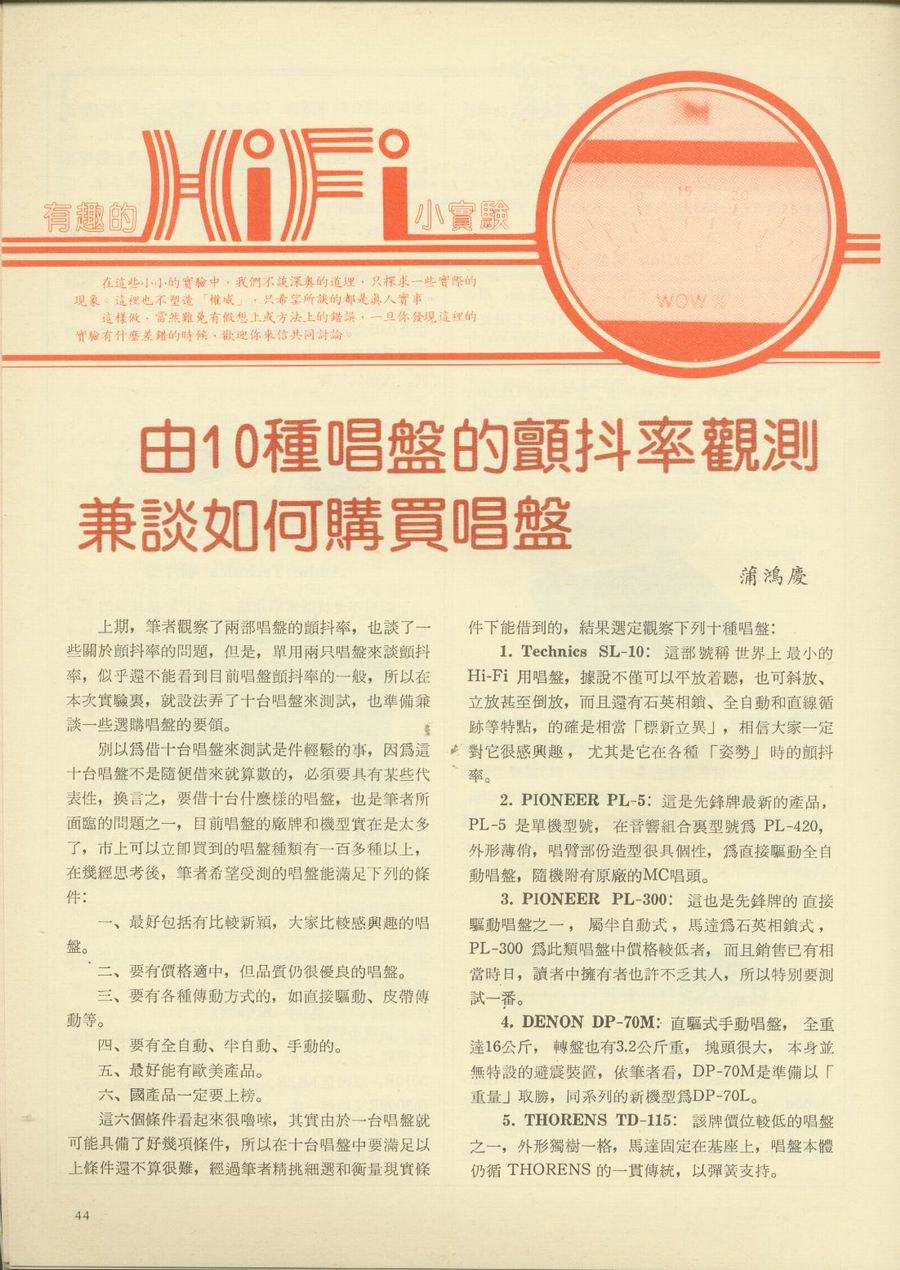 有趣的 HiFi 小實驗
WOW %
在這些小小的實驗中，我們不談深奧的道理，只探求一些實際的
現象。這裡也不塑造「權威」，只希望所談的都是眞人實事。
這樣做，當然難免有假想上或方法上的錯誤，一旦你發現這裡的
實驗有什麼差錯的時候，歡迎你來信共同討論。
由10種唱盤的顫抖率觀測
兼談如何購買唱盤
蒲鴻慶
上期，筆者觀察了兩部唱盤的顫抖率，也談了一
些關於顫抖率的問題，但是，單用兩只唱盤來談顫抖
率，似乎還不能看到目前唱盤顫抖率的一般，所以在
本次實驗裏，就設法弄了十台唱盤來測試，也準備兼
談一些選購唱盤的要領。
別以爲借十台唱盤來測試是件輕鬆的事，因爲這
十台唱盤不是隨便借來就算數的，必須要具有某些代
表性，換言之，要借十台什麼樣的唱盤，也是筆者所
面臨的問題之一，目前唱盤的廠牌和機型實在是太多
了，市上可以立即買到的唱盤種類有一百多種以上，
在幾經思考後，筆者希望受測的唱盤能滿足下列的條
件：
一、最好包括有比較新穎，大家比較感興趣的唱
盤。
二、要有價格適中，但品質仍很優良的唱盤。
三、要有各種傳動方式的，如直接驅動、皮帶傳
動等。
四、要有全自動、半自動、手動的。
五、最好能有歐美產品。
六、國產品一定要上榜。
這六個條件看起來很嚕嗦，其實由於一台唱盤就
可能具備了好幾項條件，所以在十台唱盤中要滿足以
上條件還不算很難，經過筆者精挑細選和衡量現實條
件下能借到的，結果選定觀察下列十種唱盤：
1. Technics SL-10： 這部號稱世界上最小的
Hi-Fi 用唱盤，據說不僅可以平放着聽，也可斜放、
立放甚至倒放，而且還有石英相鎖、全自動和直線循
跡等特點，的確是相當「標新立異」，相信大家一定
對它很感興趣，尤其是它在各種「姿勢」時的顫抖
率。
2. PIONEER PL-5：這是先鋒牌最新的產品，
PL-5 是單機型號，在音響組合裏型號爲 PL-420，
外形薄俏，唱臂部份造型很具個性，爲直接驅動全自
動唱盤，隨機附有原廠的MC唱頭。
3. PIONEER PL-300： 這也是先鋒牌的直接
驅動唱盤之一，屬半自動式，馬達爲石英相鎖式，
PL-300 爲此類唱盤中價格較低者，而且銷售已有相
當時日，讀者中擁有者也許不乏其人，所以特別要測
試一番。
4. DENON DP-70M：直驅式手動唱盤，全重
達16公斤，轉盤也有3.2公斤重，塊頭很大，本身並
無特設的避震裝置，依筆者看，DP-70M是準備以「
重量」取勝，同系列的新機型爲DP-70L。
5. THORENS TD-115： 該牌價位較低的唱盤
之一，外形獨樹一格，馬達固定在基座上，唱盤本體
仍循 THORENS 的一貫傳統，以彈簧支持。
44